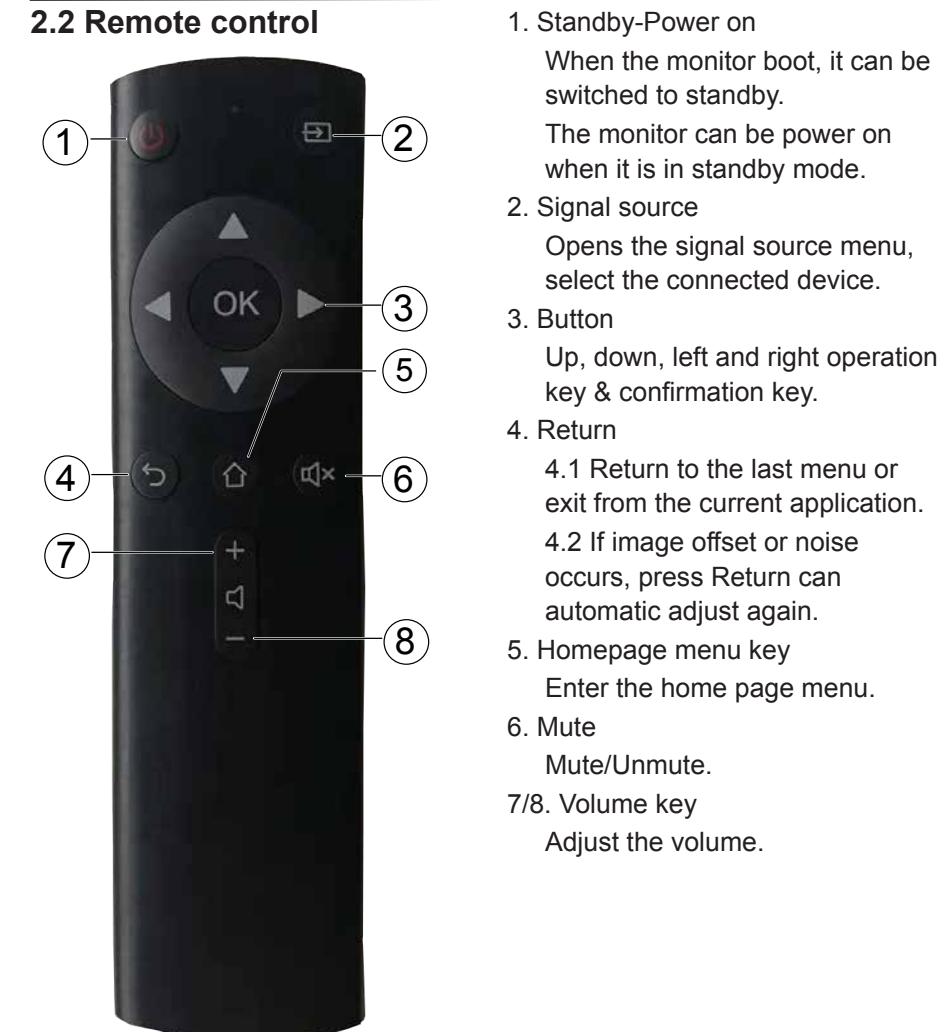 2.2 Remote control
1
2
OK
3
5
4
6
7
8
1. Standby-Power on
When the monitor boot, it can be
switched to standby.
The monitor can be power on
when it is in standby mode.
2. Signal source
Opens the signal source menu,
select the connected device.
3. Button
Up, down, left and right operation
key & confirmation key.
4. Return
4.1 Return to the last menu or
exit from the current application.
4.2 If image offset or noise
occurs, press Return can
automatic adjust again.
5. Homepage menu key
Enter the home page menu.
6. Mute
Mute/Unmute.
7/8. Volume key
Adjust the volume.